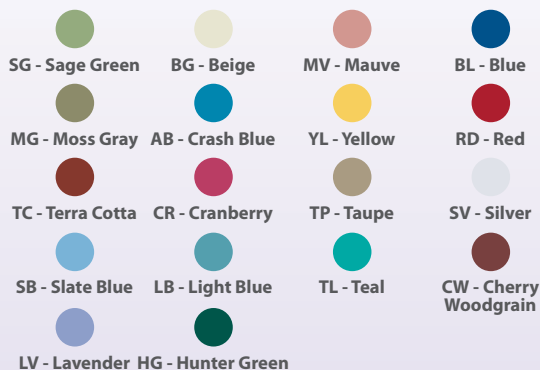 SG - Sage Green
BG - Beige
MV - Mauve
BL - Blue
MG - Moss Gray
AB - Crash Blue
YL - Yellow
RD - Red
TC - Terra Cotta
CR - Cranberry
TP - Taupe
SV - Silver
SB - Slate Blue
LB - Light Blue
TL - Teal
CW - Cherry
Woodgrain
LV - Lavender
HG - Hunter Green